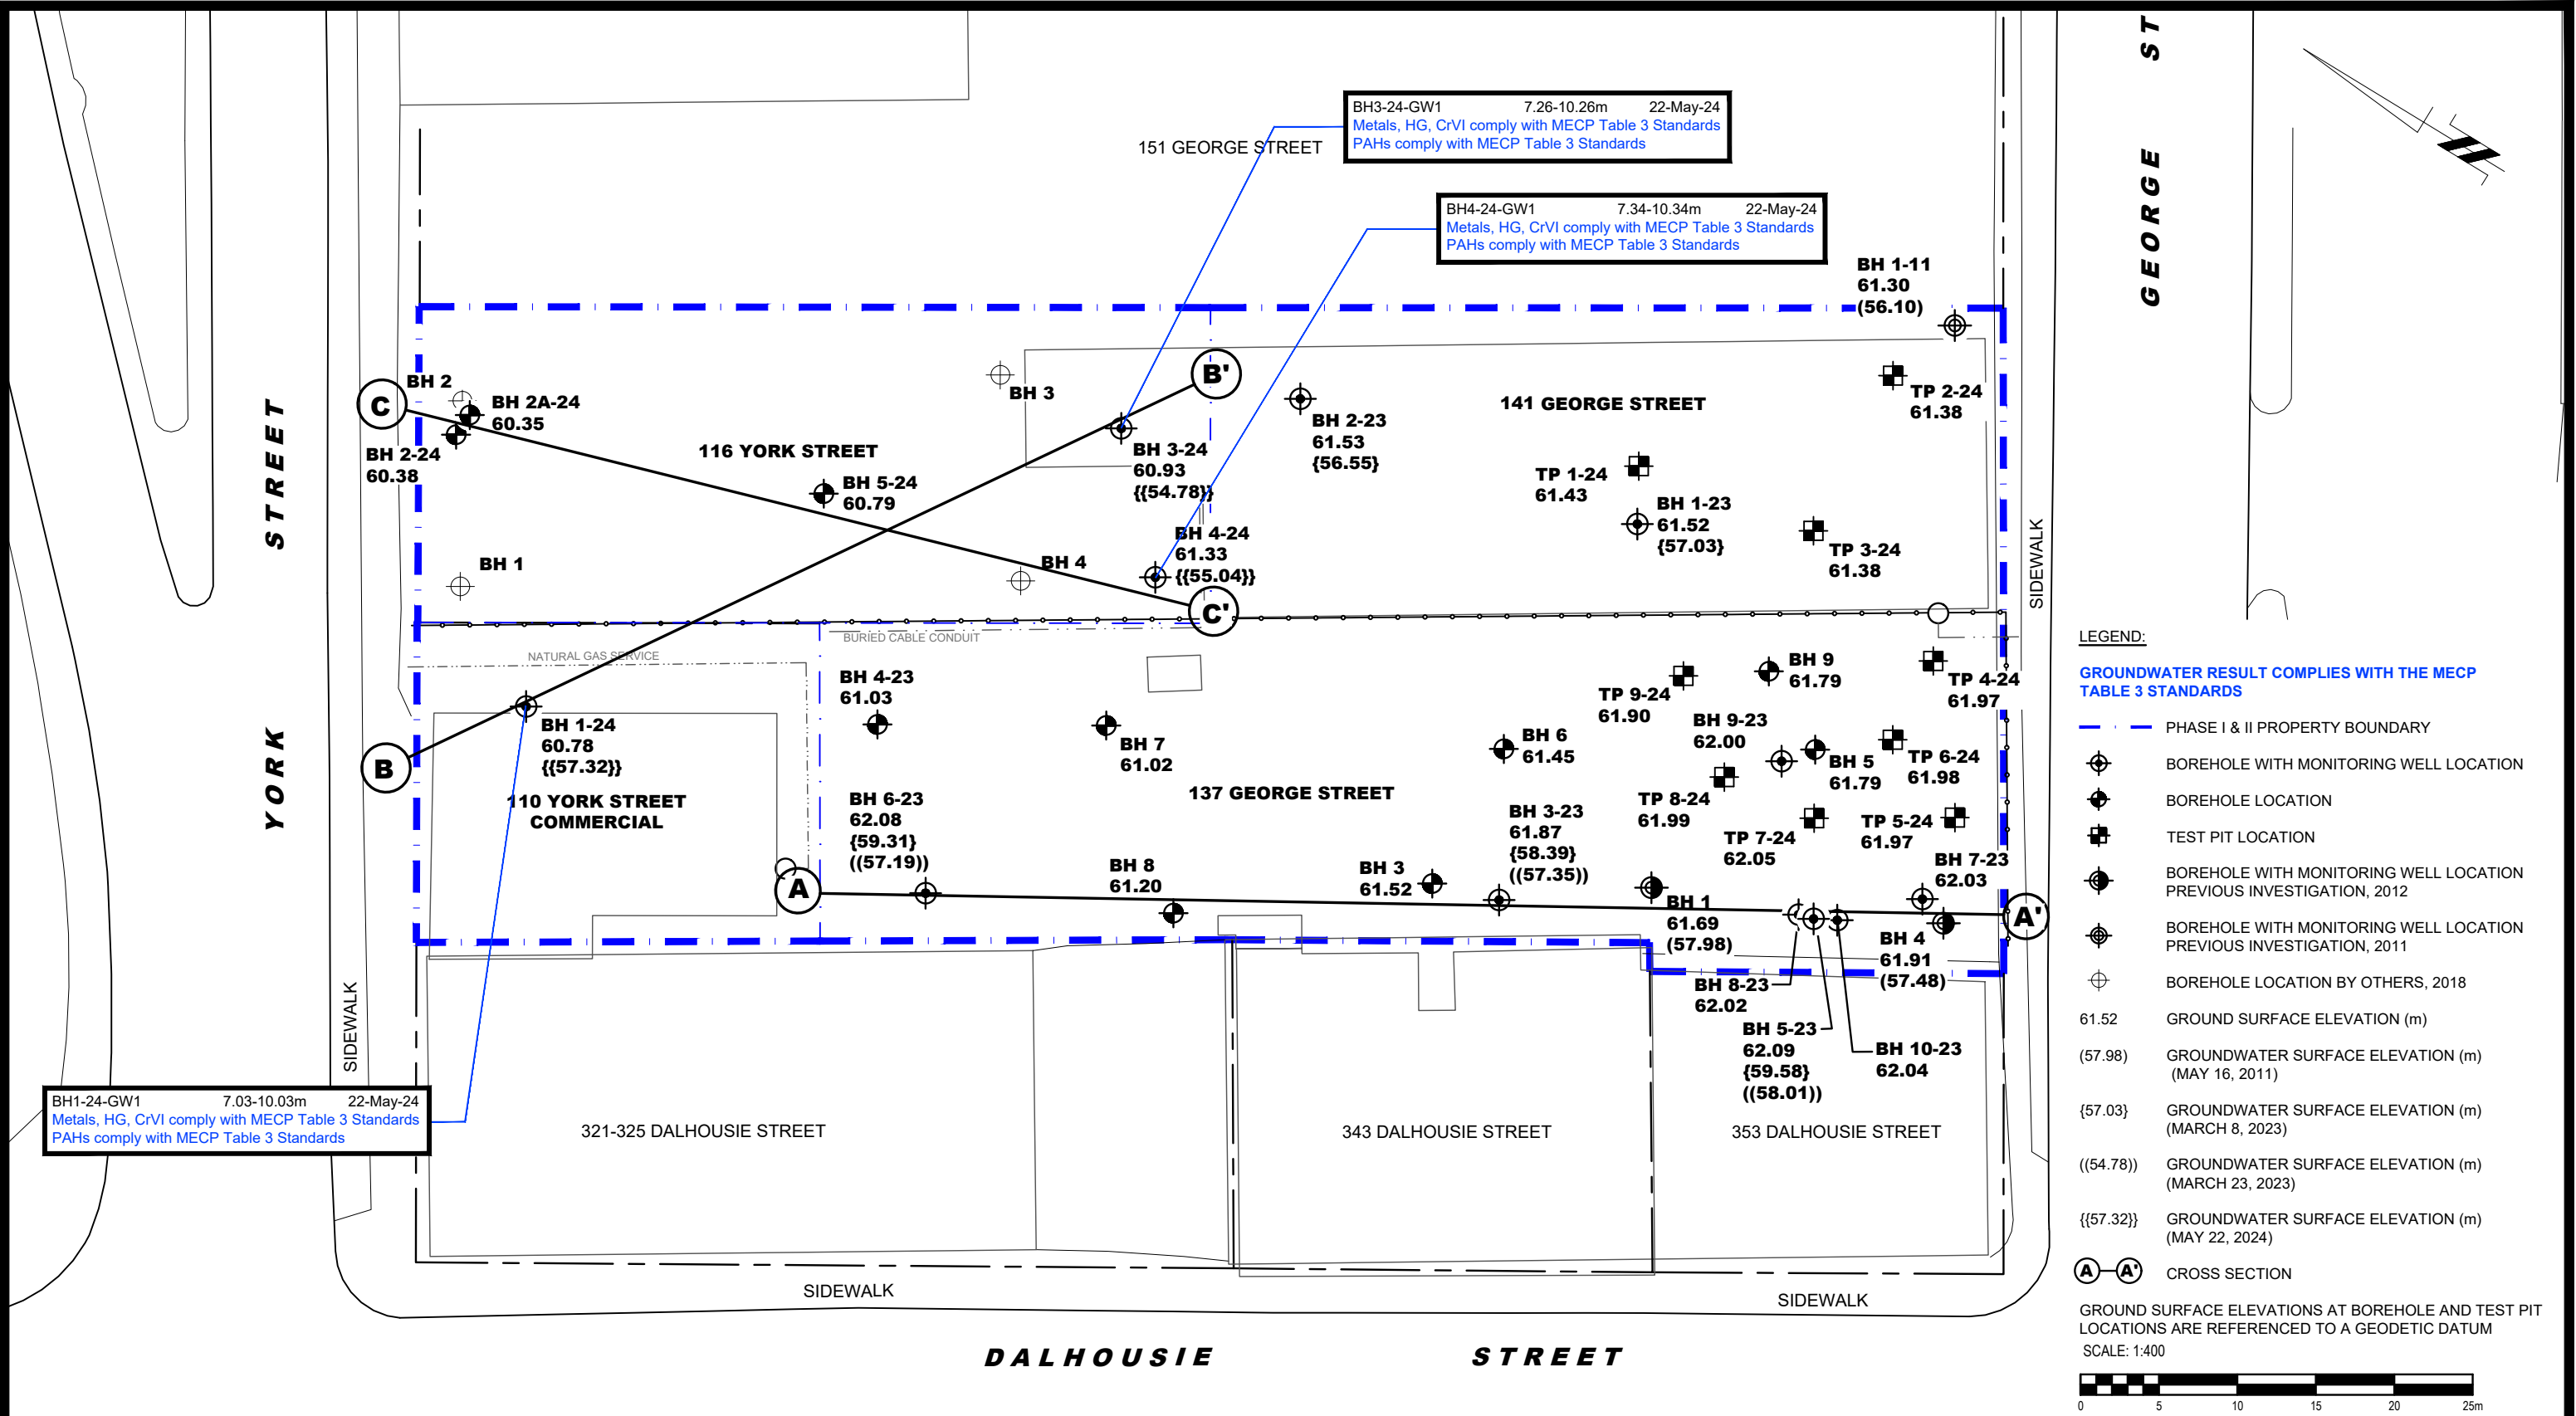 BH3-24-GW1 7.26-10.26m 22-May-24
Metals, HG, CrVI comply with MECP Table 3 Standards
PAHs comply with MECP Table 3 Standards
151 GEORGE STREET
BH4-24-GW1 7.34-10.34m 22-May-24
Metals, HG, CrVI comply with MECP Table 3 Standards
PAHs comply with MECP Table 3 Standards
GEORGE ST
YORK STREET
BH 1-11
61.30
(56.10)
BH 2
BH 2A-24
60.35
BH 2-24
60.38
BH 3
C
B'
116 YORK STREET
BH 5-24
60.79
BH 3-24
60.93
{{54.78}}
BH 2-23
61.53
{56.55}
141 GEORGE STREET
TP 2-24
61.38
TP 1-24
61.43
BH 1-23
61.52
{57.03}
TP 3-24
61.38
SIDEWALK
BH 1
BH 4
BH 4-24
61.33
{{55.04}}
C'
BURIED CABLE CONDUIT
NATURAL GAS SERVICE
BH 1-24
60.78
{{57.32}}
B
110 YORK STREET
COMMERCIAL
BH 4-23
61.03
BH 7
61.02
BH 6
61.45
TP 9-24
61.90
BH 9
61.79
TP 4-24
61.97
BH 9-23
62.00
BH 5
61.79
TP 6-24
61.98
137 GEORGE STREET
BH 6-23
62.08
{59.31}
((57.19))
A
BH 8
61.20
BH 3
61.52
BH 3-23
61.87
{58.39}
((57.35))
TP 8-24
61.99
TP 7-24
62.05
TP 5-24
61.97
BH 7-23
62.03
A'
BH 1
61.69
(57.98)
BH 4
61.91
(57.48)
BH 8-23
62.02
BH 5-23
62.09
{59.58}
((58.01))
BH 10-23
62.04
SIDEWALK
BH1-24-GW1 7.03-10.03m 22-May-24
Metals, HG, CrVI comply with MECP Table 3 Standards
PAHs comply with MECP Table 3 Standards
321-325 DALHOUSIE STREET
343 DALHOUSIE STREET
353 DALHOUSIE STREET
SIDEWALK
SIDEWALK
DALHOUSIE STREET
LEGEND:
GROUNDWATER RESULT COMPLIES WITH THE MECP
TABLE 3 STANDARDS
PHASE I & II PROPERTY BOUNDARY
BOREHOLE WITH MONITORING WELL LOCATION
BOREHOLE LOCATION
TEST PIT LOCATION
BOREHOLE WITH MONITORING WELL LOCATION
PREVIOUS INVESTIGATION, 2012
BOREHOLE WITH MONITORING WELL LOCATION
PREVIOUS INVESTIGATION, 2011
BOREHOLE LOCATION BY OTHERS, 2018
61.52 GROUND SURFACE ELEVATION (m)
(57.98) GROUNDWATER SURFACE ELEVATION (m)
(MAY 16, 2011)
{57.03} GROUNDWATER SURFACE ELEVATION (m)
(MARCH 8, 2023)
((54.78)) GROUNDWATER SURFACE ELEVATION (m)
(MARCH 23, 2023)
{{57.32}} GROUNDWATER SURFACE ELEVATION (m)
(MAY 22, 2024)
A A' CROSS SECTION
GROUND SURFACE ELEVATIONS AT BOREHOLE AND TEST PIT
LOCATIONS ARE REFERENCED TO A GEODETIC DATUM
SCALE: 1:400
0 5 10 15 20 25m